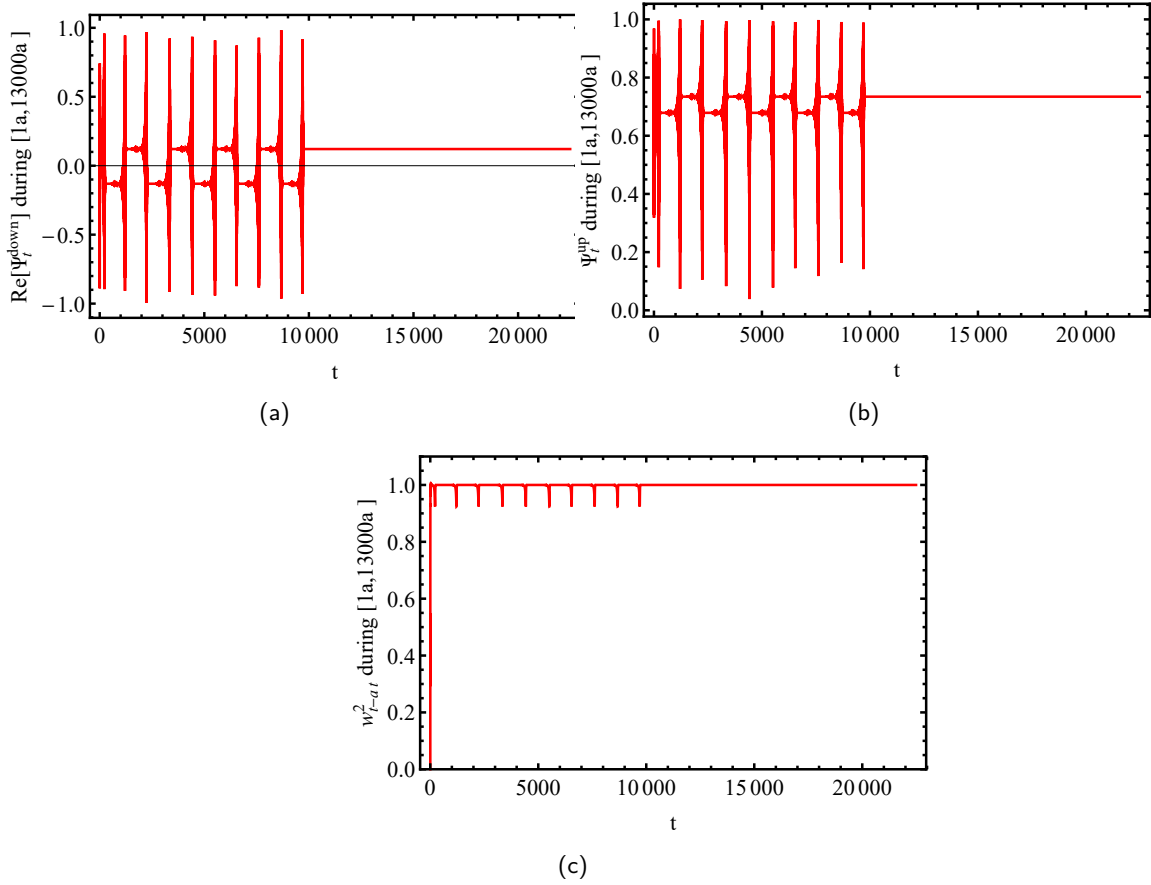 Re[Ψ_t^down] during [1a,13000a ]
1.0
0.5
0.0
−0.5
−1.0
0 5000 10 000 15 000 20 000
t
(a)
Ψ_t^up during [1a,13000a ]
1.0
0.8
0.6
0.4
0.2
0.0
0 5000 10 000 15 000 20 000
t
(b)
w²_{t−a t} during [1a,13000a ]
1.0
0.8
0.6
0.4
0.2
0.0
0 5000 10 000 15 000 20 000
t
(c)